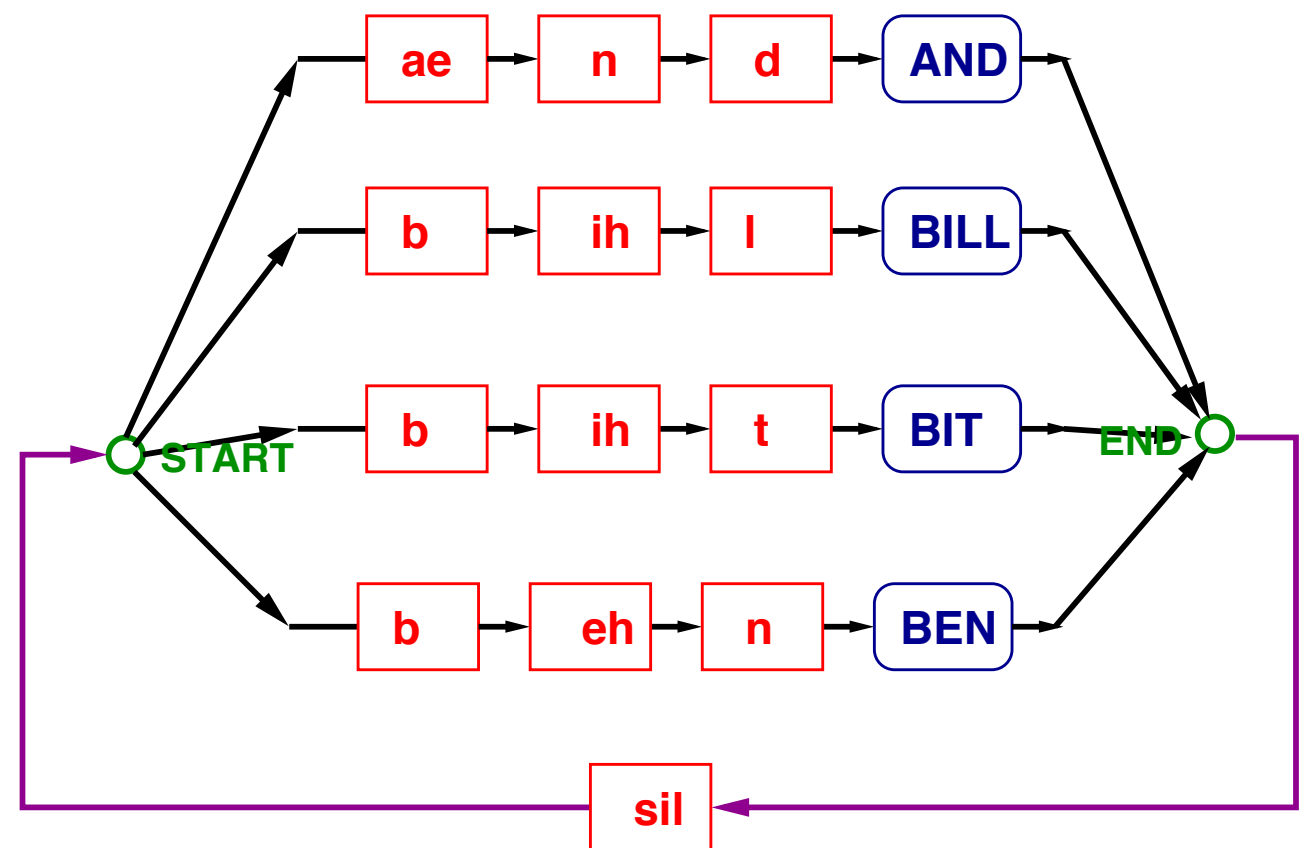 ae n d AND
b ih l BILL
b ih t BIT
START END
b eh n BEN
sil